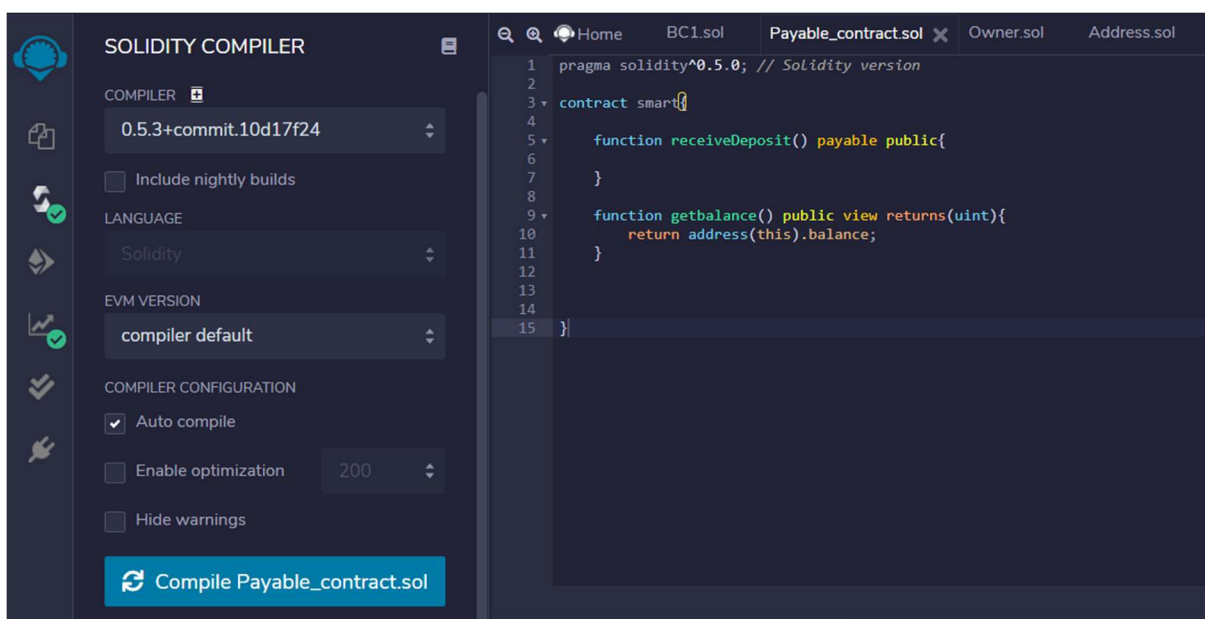 SOLIDITY COMPILER
COMPILER
0.5.3+commit.10d17f24
Include nightly builds
LANGUAGE
Solidity
EVM VERSION
compiler default
COMPILER CONFIGURATION
Auto compile
Enable optimization 200
Hide warnings
Compile Payable_contract.sol
Home BC1.sol Payable_contract.sol Owner.sol Address.sol
1 pragma solidity^0.5.0; // Solidity version
2
3 contract smart{
4
5 function receiveDeposit() payable public{
6
7 }
8
9 function getbalance() public view returns(uint){
10 return address(this).balance;
11 }
12
13
14
15 }